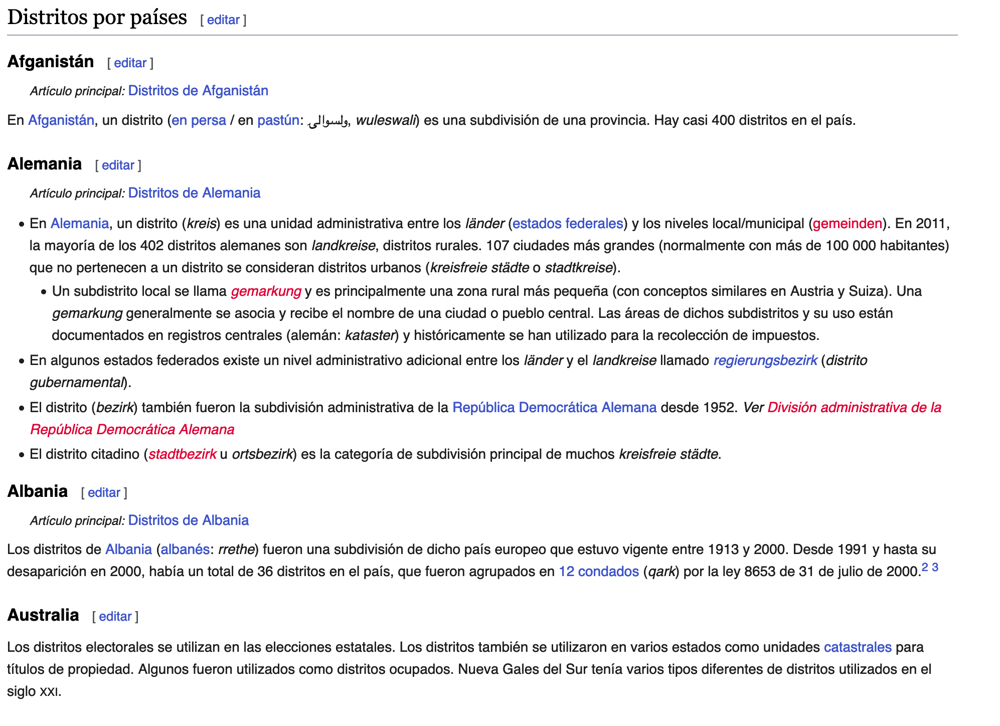 Distritos por países [ editar ]
Afganistán [ editar ]
Artículo principal: Distritos de Afganistán
En Afganistán, un distrito (en persa / en pastún: ولسوالۍ, wuleswali) es una subdivisión de una provincia. Hay casi 400 distritos en el país.
Alemania [ editar ]
Artículo principal: Distritos de Alemania
• En Alemania, un distrito (kreis) es una unidad administrativa entre los länder (estados federales) y los niveles local/municipal (gemeinden). En 2011,
la mayoría de los 402 distritos alemanes son landkreise, distritos rurales. 107 ciudades más grandes (normalmente con más de 100 000 habitantes)
que no pertenecen a un distrito se consideran distritos urbanos (kreisfreie städte o stadtkreise).
• Un subdistrito local se llama gemarkung y es principalmente una zona rural más pequeña (con conceptos similares en Austria y Suiza). Una
gemarkung generalmente se asocia y recibe el nombre de una ciudad o pueblo central. Las áreas de dichos subdistritos y su uso están
documentados en registros centrales (alemán: kataster) y históricamente se han utilizado para la recolección de impuestos.
• En algunos estados federados existe un nivel administrativo adicional entre los länder y el landkreise llamado regierungsbezirk (distrito
gubernamental).
• El distrito (bezirk) también fueron la subdivisión administrativa de la República Democrática Alemana desde 1952. Ver División administrativa de la
República Democrática Alemana
• El distrito citadino (stadtbezirk u ortsbezirk) es la categoría de subdivisión principal de muchos kreisfreie städte.
Albania [ editar ]
Artículo principal: Distritos de Albania
Los distritos de Albania (albanés: rrethe) fueron una subdivisión de dicho país europeo que estuvo vigente entre 1913 y 2000. Desde 1991 y hasta su
desaparición en 2000, había un total de 36 distritos en el país, que fueron agrupados en 12 condados (qark) por la ley 8653 de 31 de julio de 2000.2 3
Australia [ editar ]
Los distritos electorales se utilizan en las elecciones estatales. Los distritos también se utilizaron en varios estados como unidades catastrales para
títulos de propiedad. Algunos fueron utilizados como distritos ocupados. Nueva Gales del Sur tenía varios tipos diferentes de distritos utilizados en el
siglo XXI.